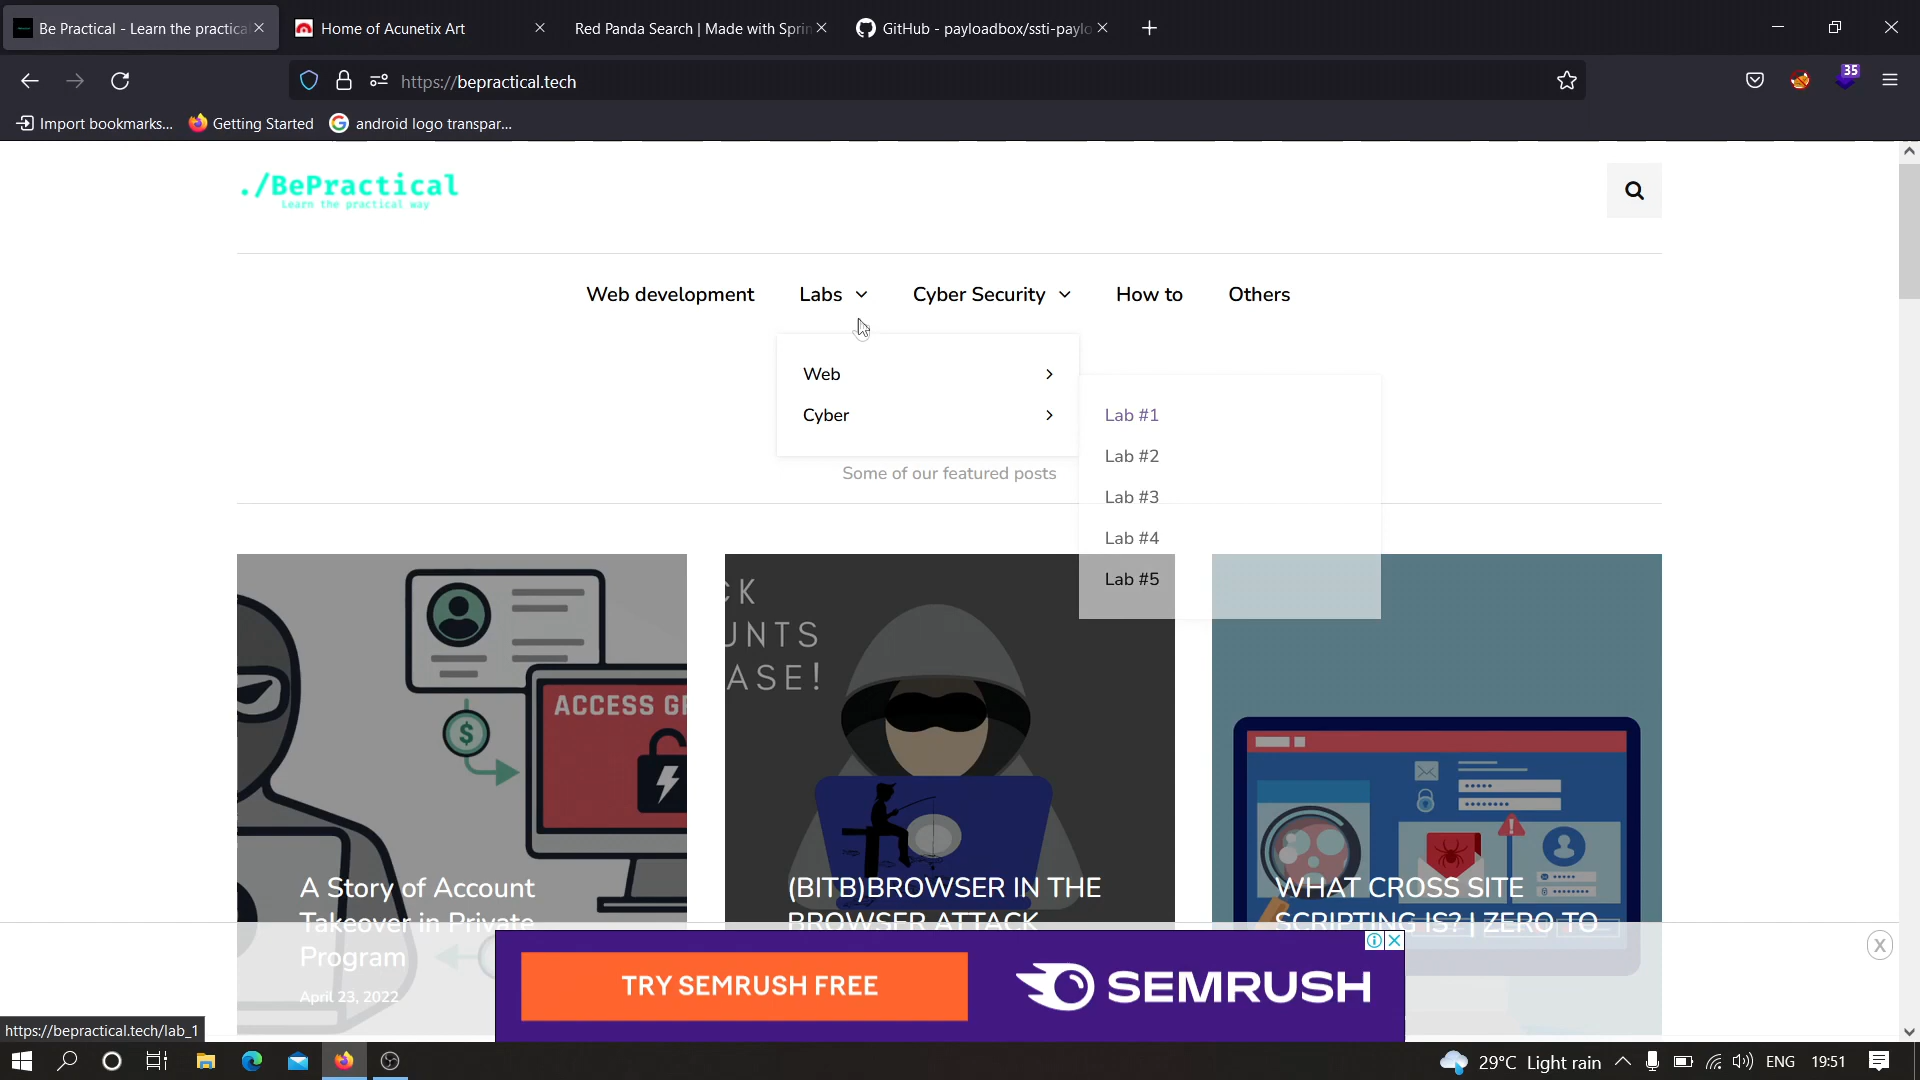 Be Practical - Learn the practica
Home of Acunetix Art
Red Panda Search | Made with Sprin
GitHub - payloadbox/ssti-paylo
https://bepractical.tech
35
Import bookmarks...
Getting Started
android logo transpar...
./BePractical
Learn the practical way
Web development
Labs
Cyber Security
How to
Others
Web
Cyber
Lab #1
Lab #2
Lab #3
Lab #4
Lab #5
Some of our featured posts
ACCESS GR
A Story of Account
Takeover in Private
Program
April 23, 2022
CK
UNTS
ASE!
(BITB)BROWSER IN THE
BROWSER ATTACK
WHAT CROSS SITE
SCRIPTING IS? | ZERO TO
TRY SEMRUSH FREE
SEMRUSH
X
https://bepractical.tech/lab_1
29°C Light rain
ENG
19:51